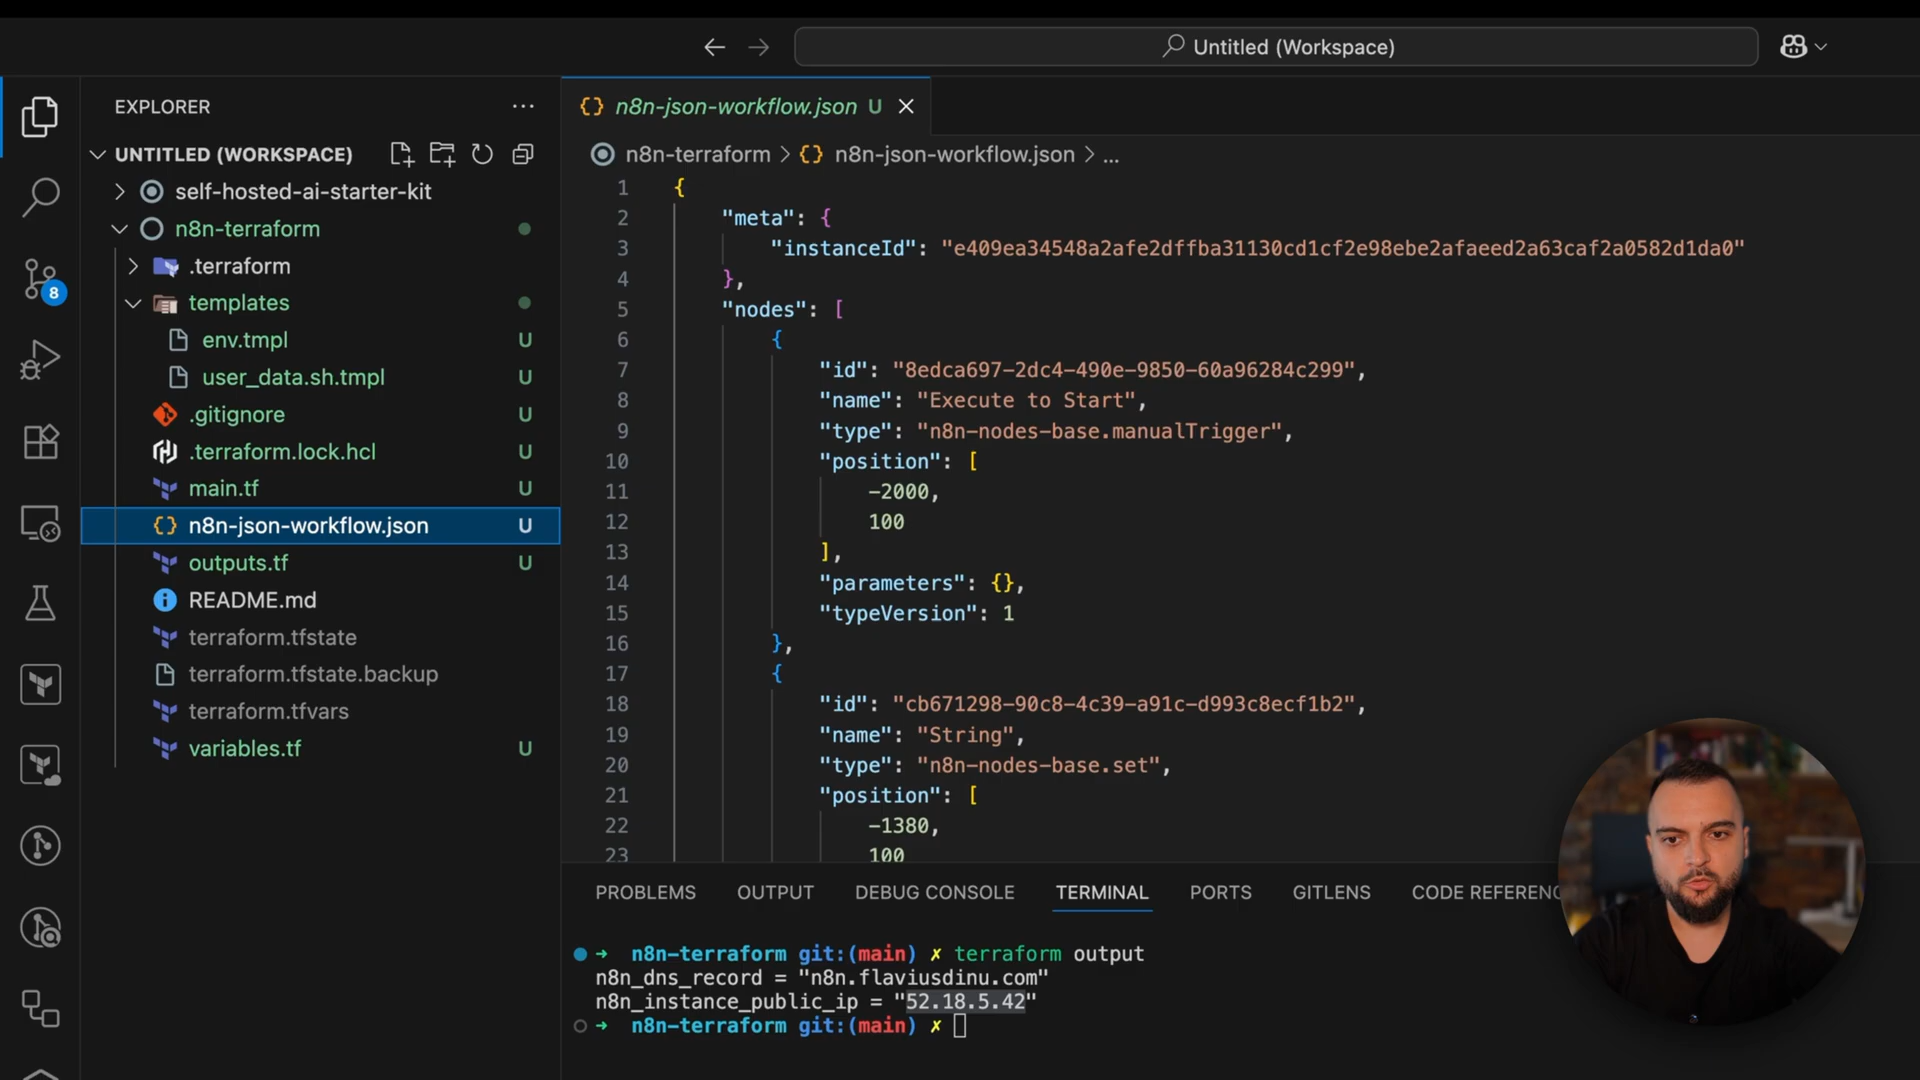 Untitled (Workspace)
EXPLORER
UNTITLED (WORKSPACE)
self-hosted-ai-starter-kit
n8n-terraform
.terraform
templates
env.tmpl U
user_data.sh.tmpl U
.gitignore U
.terraform.lock.hcl U
main.tf U
n8n-json-workflow.json U
outputs.tf U
README.md
terraform.tfstate
terraform.tfstate.backup
terraform.tfvars
variables.tf U
8
n8n-json-workflow.json U
n8n-terraform > {} n8n-json-workflow.json > ...
1 {
2 "meta": {
3 "instanceId": "e409ea34548a2afe2dffba31130cd1cf2e98ebe2afaeed2a63caf2a0582d1da0"
4 },
5 "nodes": [
6 {
7 "id": "8edca697-2dc4-490e-9850-60a96284c299",
8 "name": "Execute to Start",
9 "type": "n8n-nodes-base.manualTrigger",
10 "position": [
11 -2000,
12 100
13 ],
14 "parameters": {},
15 "typeVersion": 1
16 },
17 {
18 "id": "cb671298-90c8-4c39-a91c-d993c8ecf1b2",
19 "name": "String",
20 "type": "n8n-nodes-base.set",
21 "position": [
22 -1380,
23 100
PROBLEMS OUTPUT DEBUG CONSOLE TERMINAL PORTS GITLENS CODE REFERENC
➜ n8n-terraform git:(main) ✗ terraform output
n8n_dns_record = "n8n.flaviusdinu.com"
n8n_instance_public_ip = "52.18.5.42"
➜ n8n-terraform git:(main) ✗